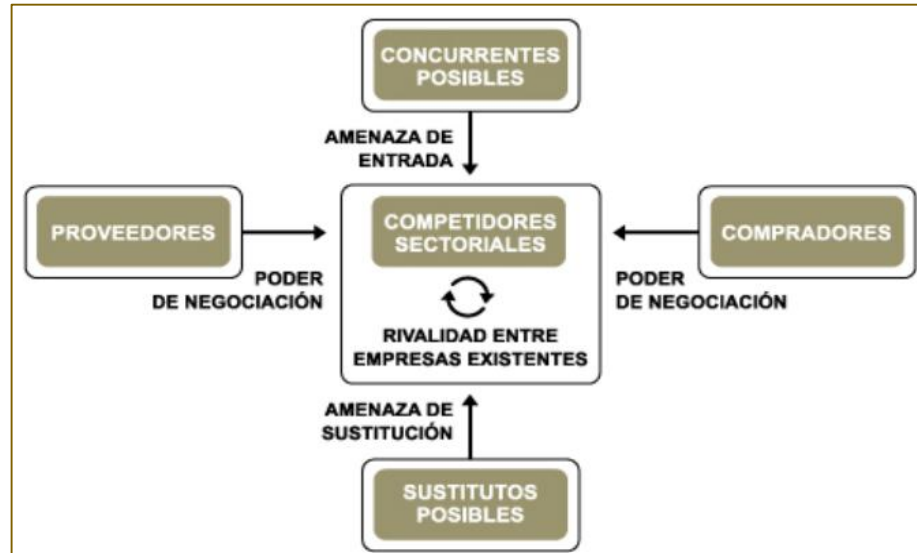 CONCURRENTES
POSIBLES
AMENAZA DE
ENTRADA
PROVEEDORES
PODER
DE NEGOCIACIÓN
COMPETIDORES
SECTORIALES
RIVALIDAD ENTRE
EMPRESAS EXISTENTES
COMPRADORES
PODER
DE NEGOCIACIÓN
AMENAZA DE
SUSTITUCIÓN
SUSTITUTOS
POSIBLES